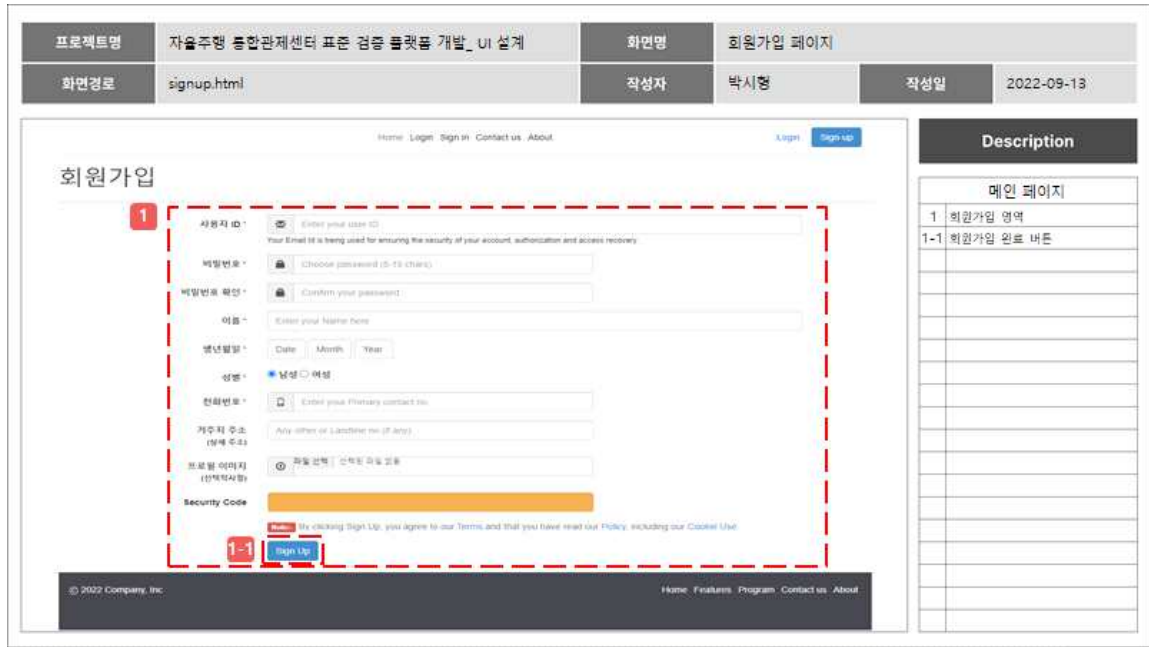 프로젝트명 자율주행 통합관제센터 표준 검증 플랫폼 개발_ UI 설계 화면명 회원가입 페이지
화면경로 signup.html 작성자 박시형 작성일 2022-09-13
Home Login Sign in Contact us About Login Sign up
Description
회원가입
메인 페이지
1 회원가입 영역
1-1 회원가입 완료 버튼
1
사용자 ID * Enter your user ID
Your Email Id is being used for ensuring the security of your account, authorization and access recovery.
비밀번호 * Choose password (5-15 chars)
비밀번호 확인 * Confirm your password
이름 * Enter your Name here
생년월일 * Date Month Year
성별 * 남성 여성
전화번호 * Enter your Primary contact no.
거주지 주소 Any other or Landline no (if any)
(상세 주소)
프로필 이미지 파일 선택 선택된 파일 없음
(선택적사항)
Security Code
Note:- By clicking Sign Up, you agree to our Terms and that you have read our Policy, including our Cookie Use.
1-1 Sign Up
© 2022 Company, Inc Home Features Program Contact us About